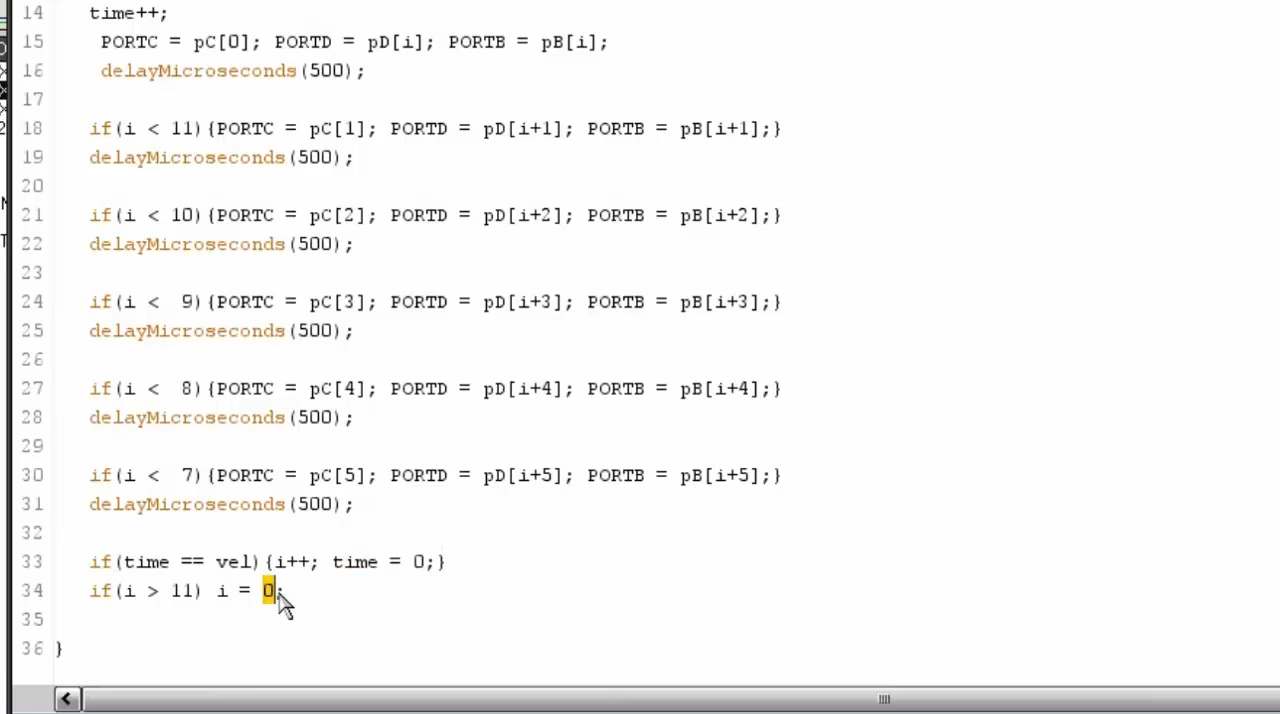 14 time++;
15 PORTC = pC[0]; PORTD = pD[i]; PORTB = pB[i];
16 delayMicroseconds(500);
17
18 if(i < 11){PORTC = pC[1]; PORTD = pD[i+1]; PORTB = pB[i+1];}
19 delayMicroseconds(500);
20
21 if(i < 10){PORTC = pC[2]; PORTD = pD[i+2]; PORTB = pB[i+2];}
22 delayMicroseconds(500);
23
24 if(i <  9){PORTC = pC[3]; PORTD = pD[i+3]; PORTB = pB[i+3];}
25 delayMicroseconds(500);
26
27 if(i <  8){PORTC = pC[4]; PORTD = pD[i+4]; PORTB = pB[i+4];}
28 delayMicroseconds(500);
29
30 if(i <  7){PORTC = pC[5]; PORTD = pD[i+5]; PORTB = pB[i+5];}
31 delayMicroseconds(500);
32
33 if(time == vel){i++; time = 0;}
34 if(i > 11) i = 0;
35
36 }